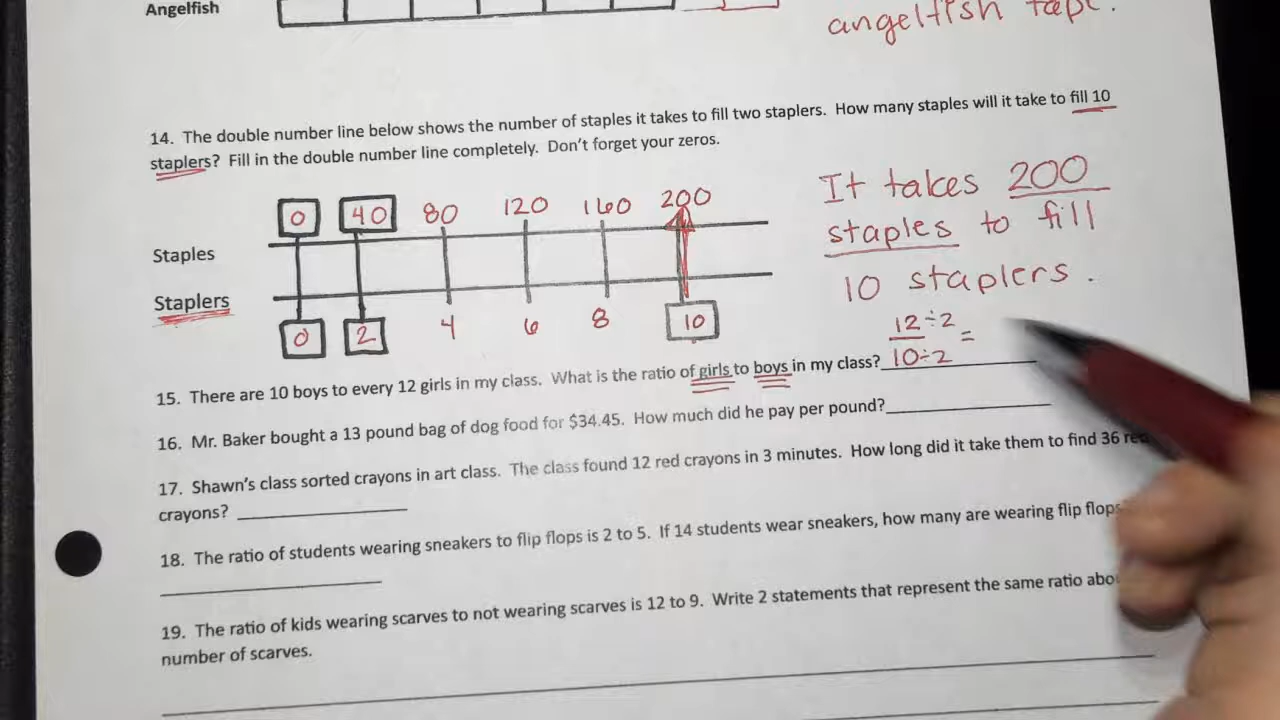 Angelfish
angelfish tape.
14. The double number line below shows the number of staples it takes to fill two staplers. How many staples will it take to fill 10
staplers? Fill in the double number line completely. Don't forget your zeros.
0 40 80 120 160 200
Staples
Staplers
0 2 4 6 8 10
It takes 200
staples to fill
10 staplers.
12÷2 =
10÷2
15. There are 10 boys to every 12 girls in my class. What is the ratio of girls to boys in my class?
16. Mr. Baker bought a 13 pound bag of dog food for $34.45. How much did he pay per pound?
17. Shawn's class sorted crayons in art class. The class found 12 red crayons in 3 minutes. How long did it take them to find 36 red
crayons?
18. The ratio of students wearing sneakers to flip flops is 2 to 5. If 14 students wear sneakers, how many are wearing flip flops
19. The ratio of kids wearing scarves to not wearing scarves is 12 to 9. Write 2 statements that represent the same ratio
number of scarves.